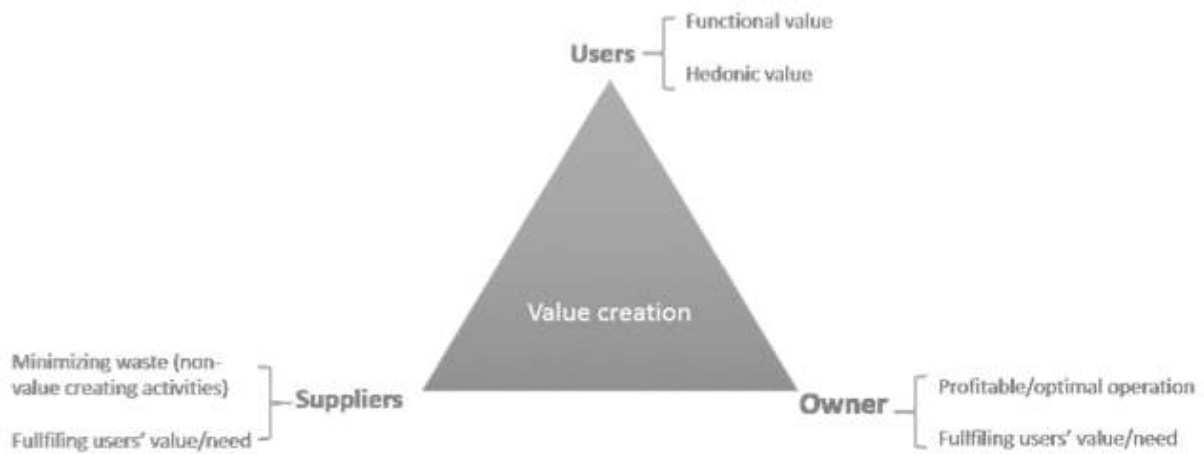 Functional value
Users
Hedonic value
Value creation
Minimizing waste (non-
value creating activities)
Suppliers
Fullfiling users' value/need
Profitable/optimal operation
Owner
Fullfiling users' value/need